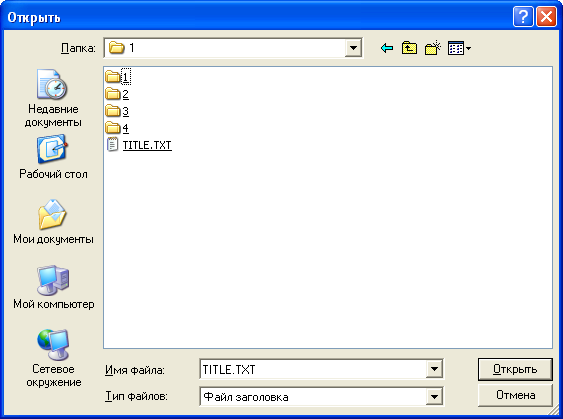 Открыть
Папка: 1
1
2
3
4
TITLE.TXT
Недавние
документы
Рабочий стол
Мои документы
Мой компьютер
Сетевое
окружение
Имя файла: TITLE.TXT Открыть
Тип файлов: Файл заголовка Отмена